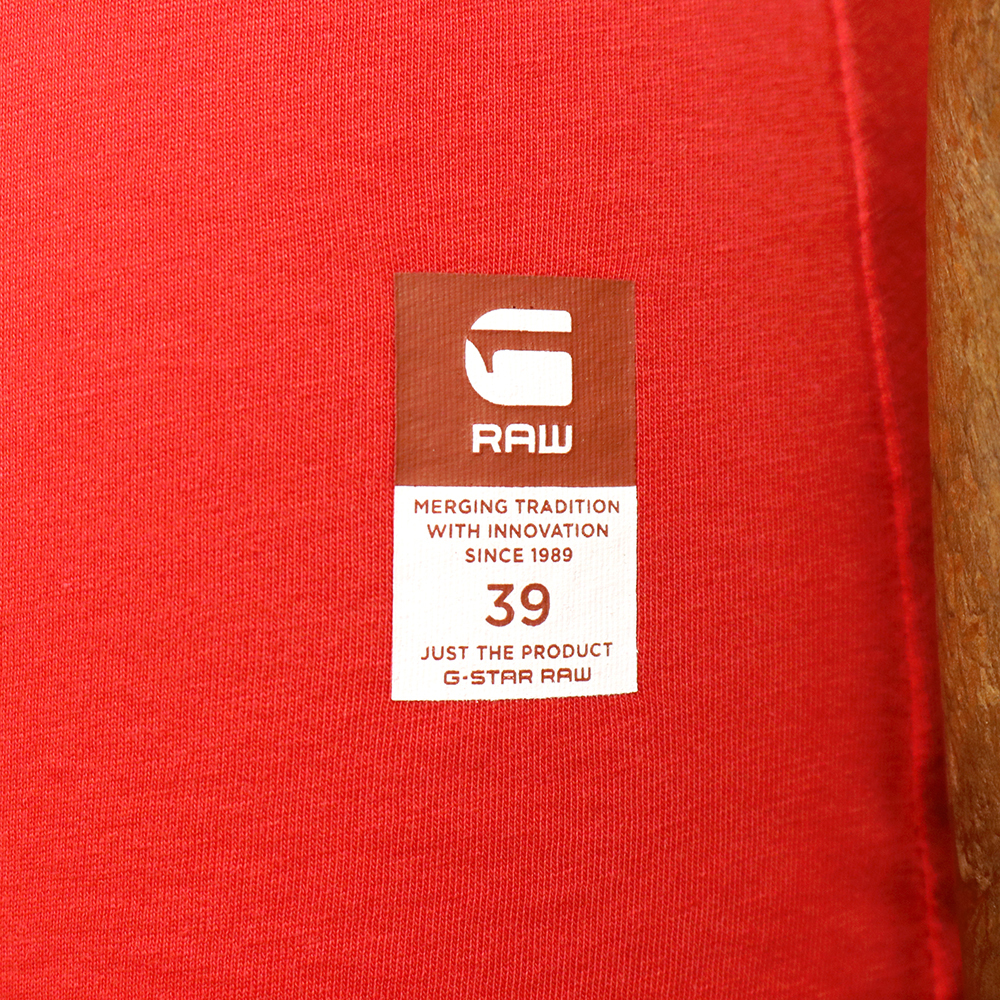 G
RAW
MERGING TRADITION
WITH INNOVATION
SINCE 1989
39
JUST THE PRODUCT
G-STAR RAW